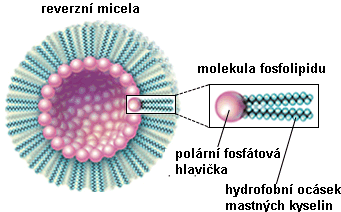 reverzní micela
molekula fosfolipidu
polární fosfátová
hlavička
hydrofobní ocásek
mastných kyselin